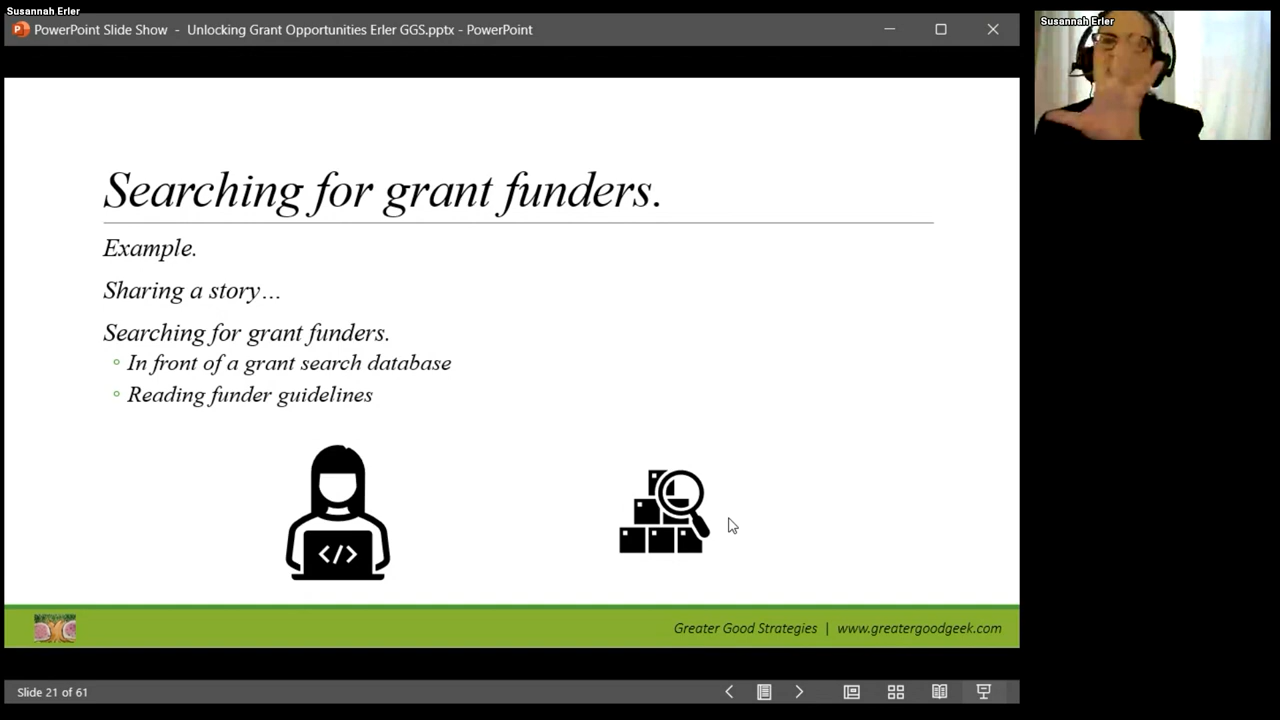 Susannah Erler
PowerPoint Slide Show - Unlocking Grant Opportunities Erler GGS.pptx - PowerPoint
Susannah Erler
Searching for grant funders.
Example.
Sharing a story…
Searching for grant funders.
In front of a grant search database
Reading funder guidelines
</>
Greater Good Strategies | www.greatergoodgeek.com
Slide 21 of 61